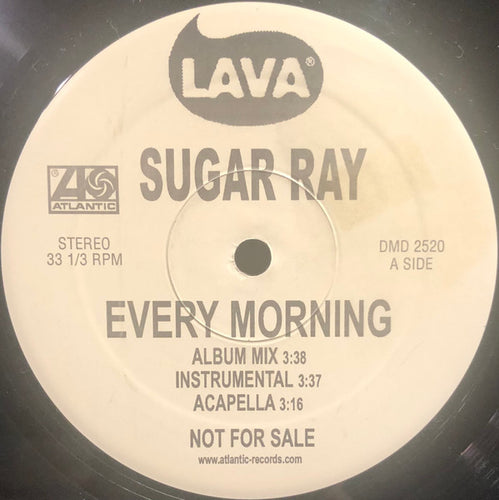 LAVA®
SUGAR RAY
® ATLANTIC
STEREO
33 1/3 RPM
DMD 2520
A SIDE
EVERY MORNING
ALBUM MIX 3:38
INSTRUMENTAL 3:37
ACAPELLA 3:16
NOT FOR SALE
www.atlantic-records.com